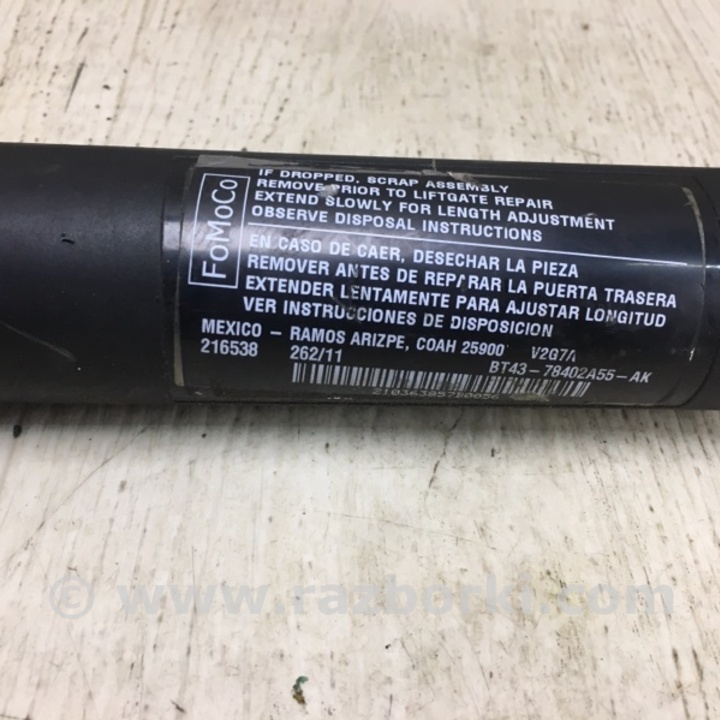 FoMoCo
IF DROPPED, SCRAP ASSEMBLY
REMOVE PRIOR TO LIFTGATE REPAIR
EXTEND SLOWLY FOR LENGTH ADJUSTMENT
OBSERVE DISPOSAL INSTRUCTIONS
EN CASO DE CAER, DESECHAR LA PIEZA
REMOVER ANTES DE REPARAR LA PUERTA TRASERA
EXTENDER LENTAMENTE PARA AJUSTAR LONGITUD
VER INSTRUCCIONES DE DISPOSICION
MEXICO - RAMOS ARIZPE, COAH 25900 V2G7A
216538 262/11 BT43-78402A55-AK
© www.razborki.com